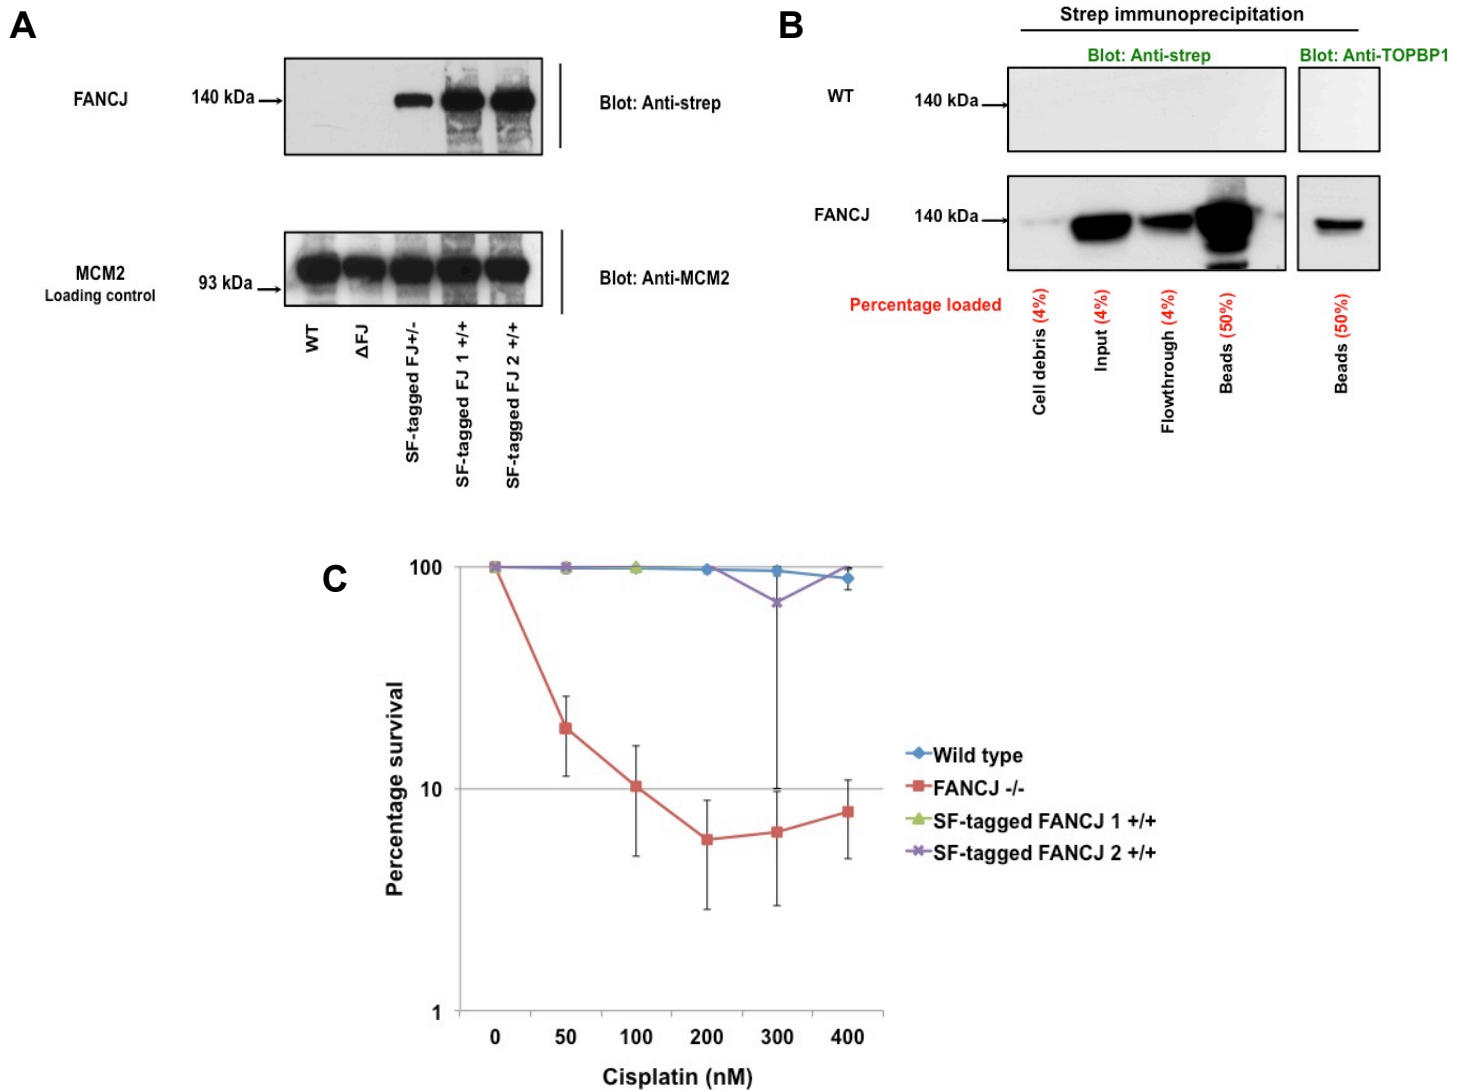 A
FANCJ
140 kDa
Blot: Anti-strep
MCM2
Loading control
93 kDa
Blot: Anti-MCM2
WT
ΔFJ
SF-tagged FJ+/-
SF-tagged FJ 1 +/+
SF-tagged FJ 2 +/+
B
Strep immunoprecipitation
Blot: Anti-strep
Blot: Anti-TOPBP1
WT
140 kDa
FANCJ
140 kDa
Percentage loaded
Cell debris (4%)
Input (4%)
Flowthrough (4%)
Beads (50%)
Beads (50%)
C
Percentage survival
100
10
1
0 50 100 200 300 400
Cisplatin (nM)
Wild type
FANCJ -/-
SF-tagged FANCJ 1 +/+
SF-tagged FANCJ 2 +/+